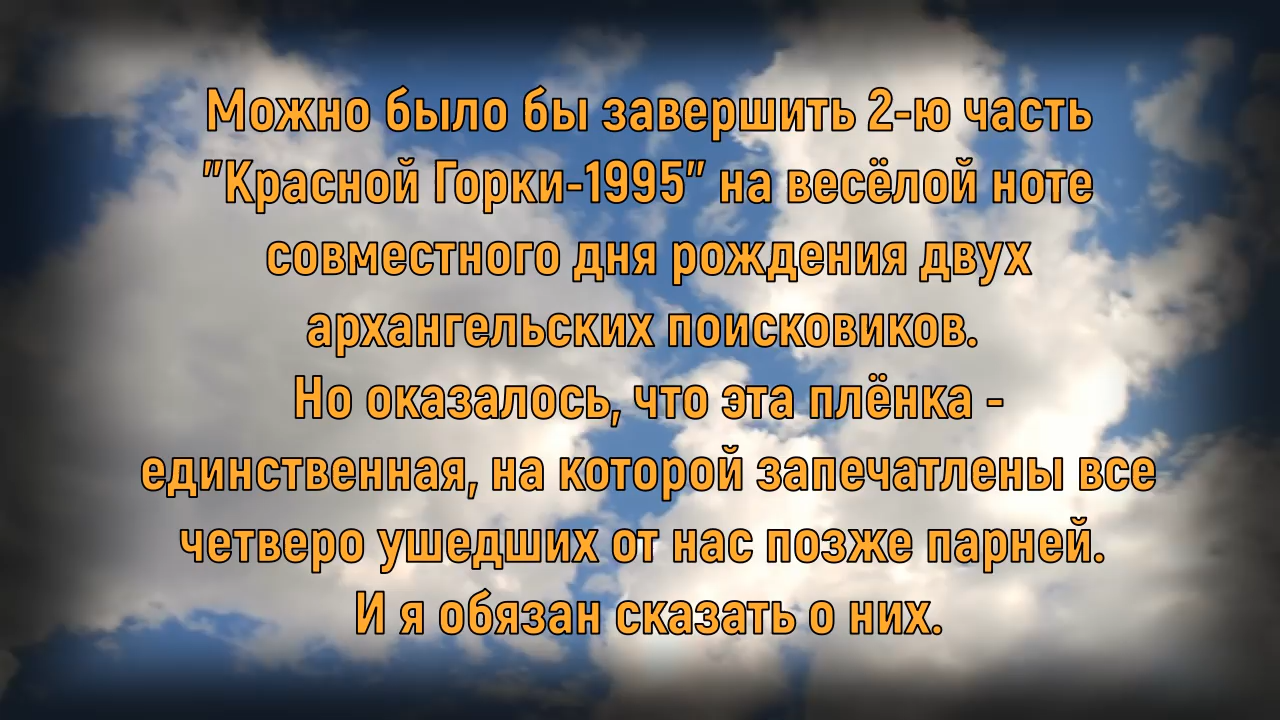 Можно было бы завершить 2-ю часть
"Красной Горки-1995" на весёлой ноте
совместного дня рождения двух
архангельских поисковиков.
Но оказалось, что эта плёнка -
единственная, на которой запечатлены все
четверо ушедших от нас позже парней.
И я обязан сказать о них.